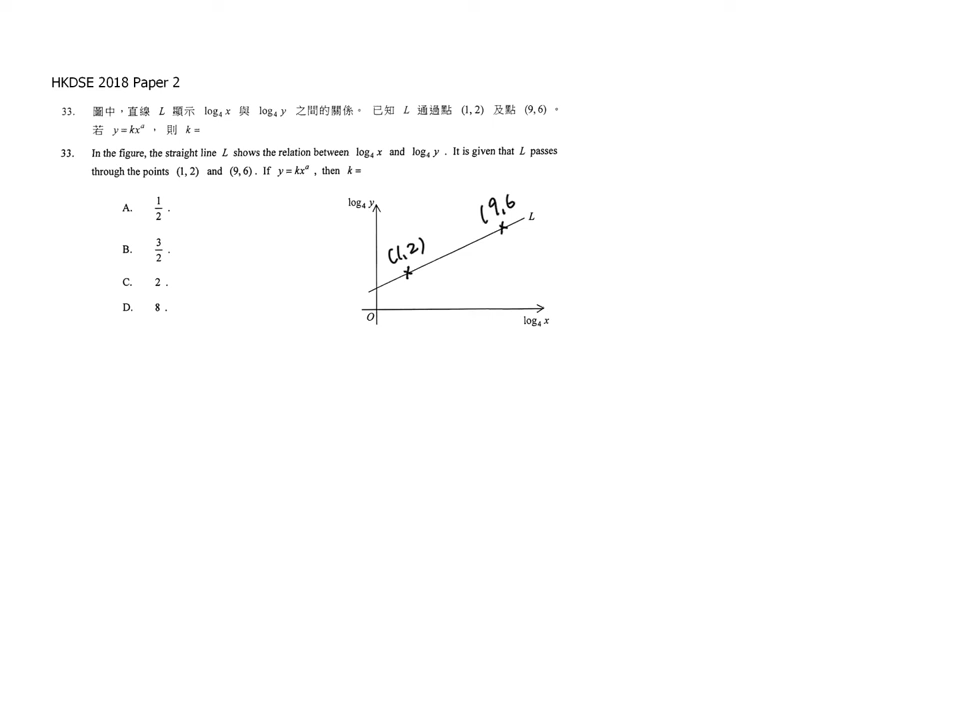 HKDSE 2018 Paper 2
33. 圖中，直線 L 顯示 log₄ x 與 log₄ y 之間的關係。已知 L 通過點 (1, 2) 及點 (9, 6)。
若 y = kxᵃ ，則 k =
33. In the figure, the straight line L shows the relation between log₄ x and log₄ y . It is given that L passes
through the points (1, 2) and (9, 6) . If y = kxᵃ , then k =
A. 1/2 .
B. 3/2 .
C. 2 .
D. 8 .
log₄ y
(1,2)
(9,6
L
O
log₄ x